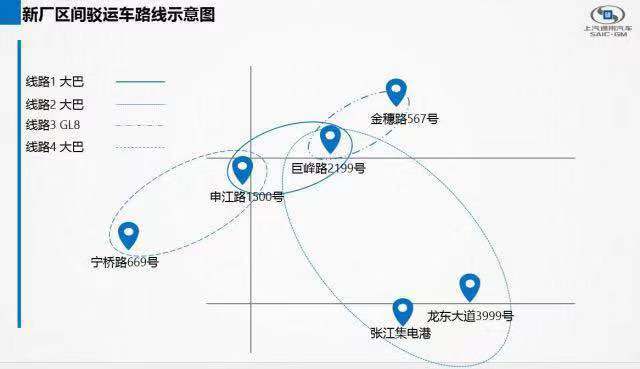 新厂区间驳运车路线示意图
上汽通用汽车
SAIC-GM
线路1 大巴
线路2 大巴
线路3 GL8
线路4 大巴
金穗路567号
巨峰路2199号
申江路1500号
宁桥路669号
龙东大道3999号
张江集电港